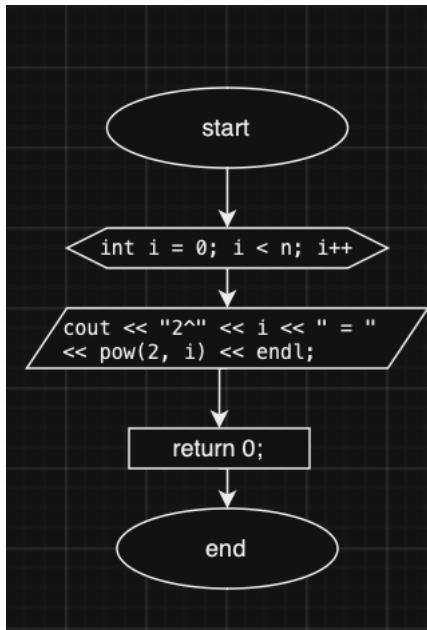 start
int i = 0; i < n; i++
cout << "2^" << i << " = "
<< pow(2, i) << endl;
return 0;
end